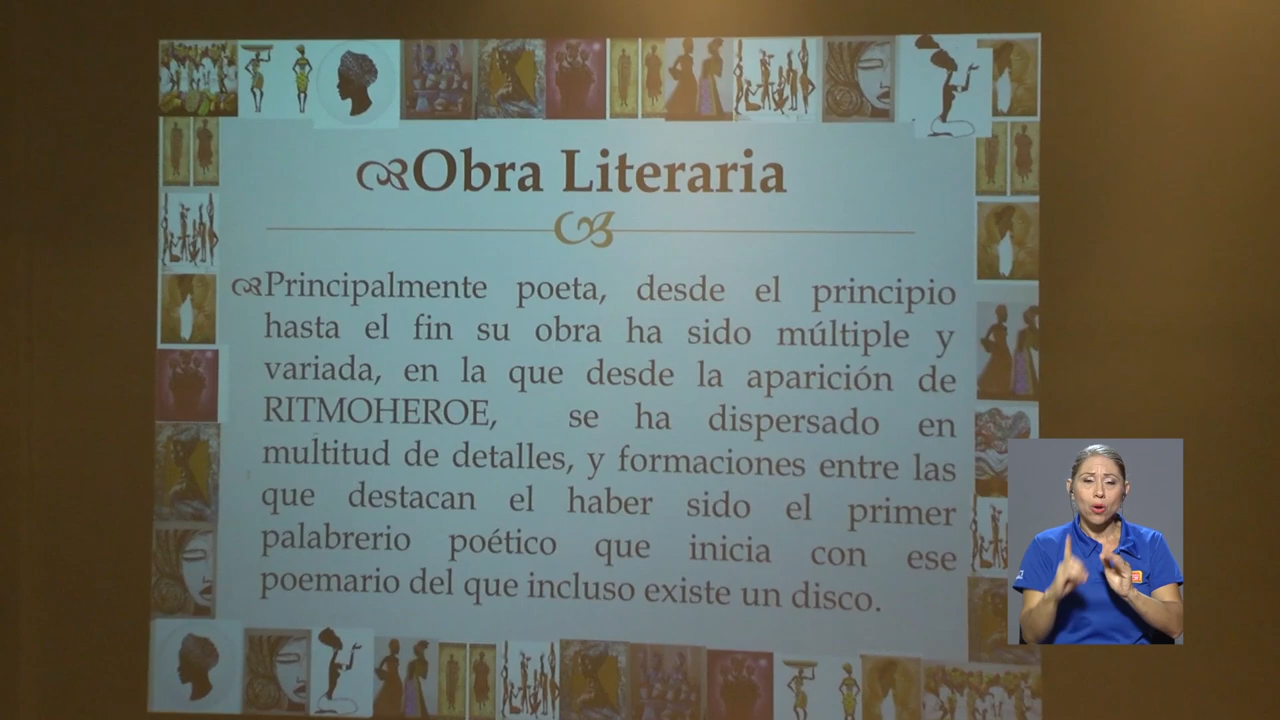 Obra Literaria
Principalmente poeta, desde el principio
hasta el fin su obra ha sido múltiple y
variada, en la que desde la aparición de
RITMOHEROE, se ha dispersado en
multitud de detalles, y formaciones entre las
que destacan el haber sido el primer
palabrerio poético que inicia con ese
poemario del que incluso existe un disco.